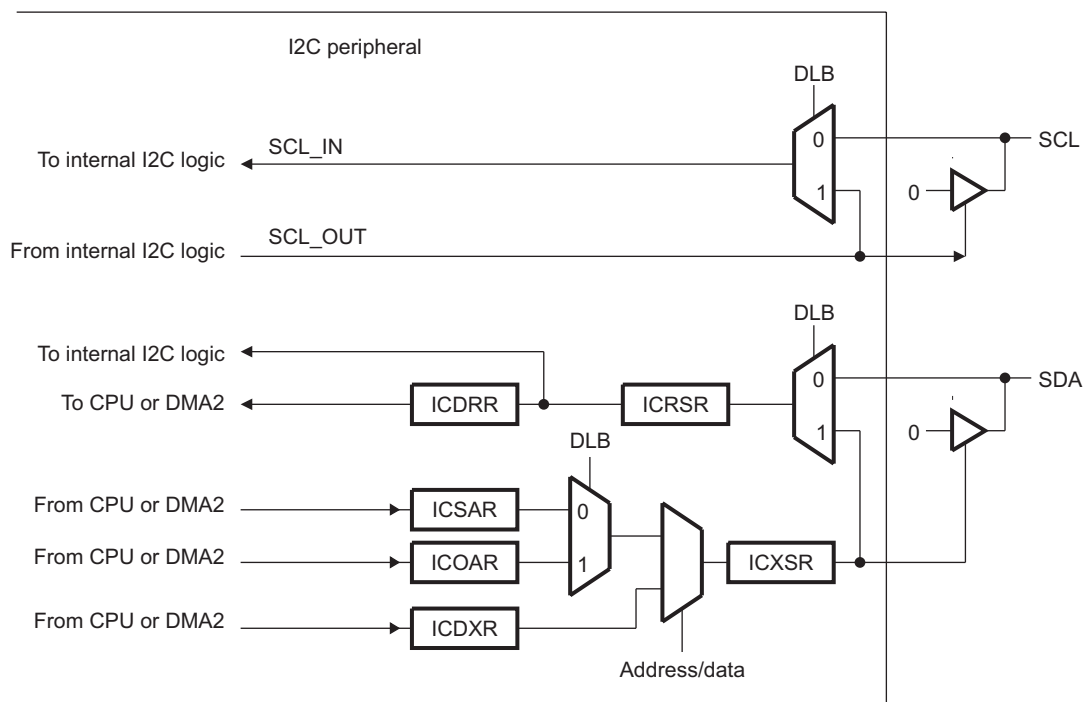 I2C peripheral
DLB
To internal I2C logic
SCL_IN
0
SCL
1
0
From internal I2C logic
SCL_OUT
DLB
To internal I2C logic
0
SDA
To CPU or DMA2
ICDRR
ICRSR
1
0
DLB
From CPU or DMA2
ICSAR
0
From CPU or DMA2
ICOAR
1
ICXSR
From CPU or DMA2
ICDXR
Address/data